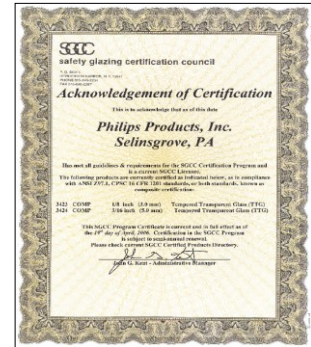 SGCC
safety glazing certification council
Acknowledgement of Certification
This is to acknowledge that as of this date
Philips Products, Inc.
Selinsgrove, PA
Has met all guidelines & requirements for the SGCC Certification Program and
is a current SGCC Licensee.
The following products are currently certified as indicated below, as in compliance
with ANSI Z97.1, CPSC 16 CFR 1201 standards, or both standards, known as
composite certification:
3423 COMP 1/8 inch (3.0 mm) Tempered Transparent Glass (TTG)
3424 COMP 3/16 inch (5.0 mm) Tempered Transparent Glass (TTG)
This SGCC Program Certificate is current and in full effect as of
the 19th day of April, 2006. Certification in the SGCC Program
is subject to semi-annual renewal.
Please check current SGCC Certified Products Directory.
John G. Kent - Administrative Manager